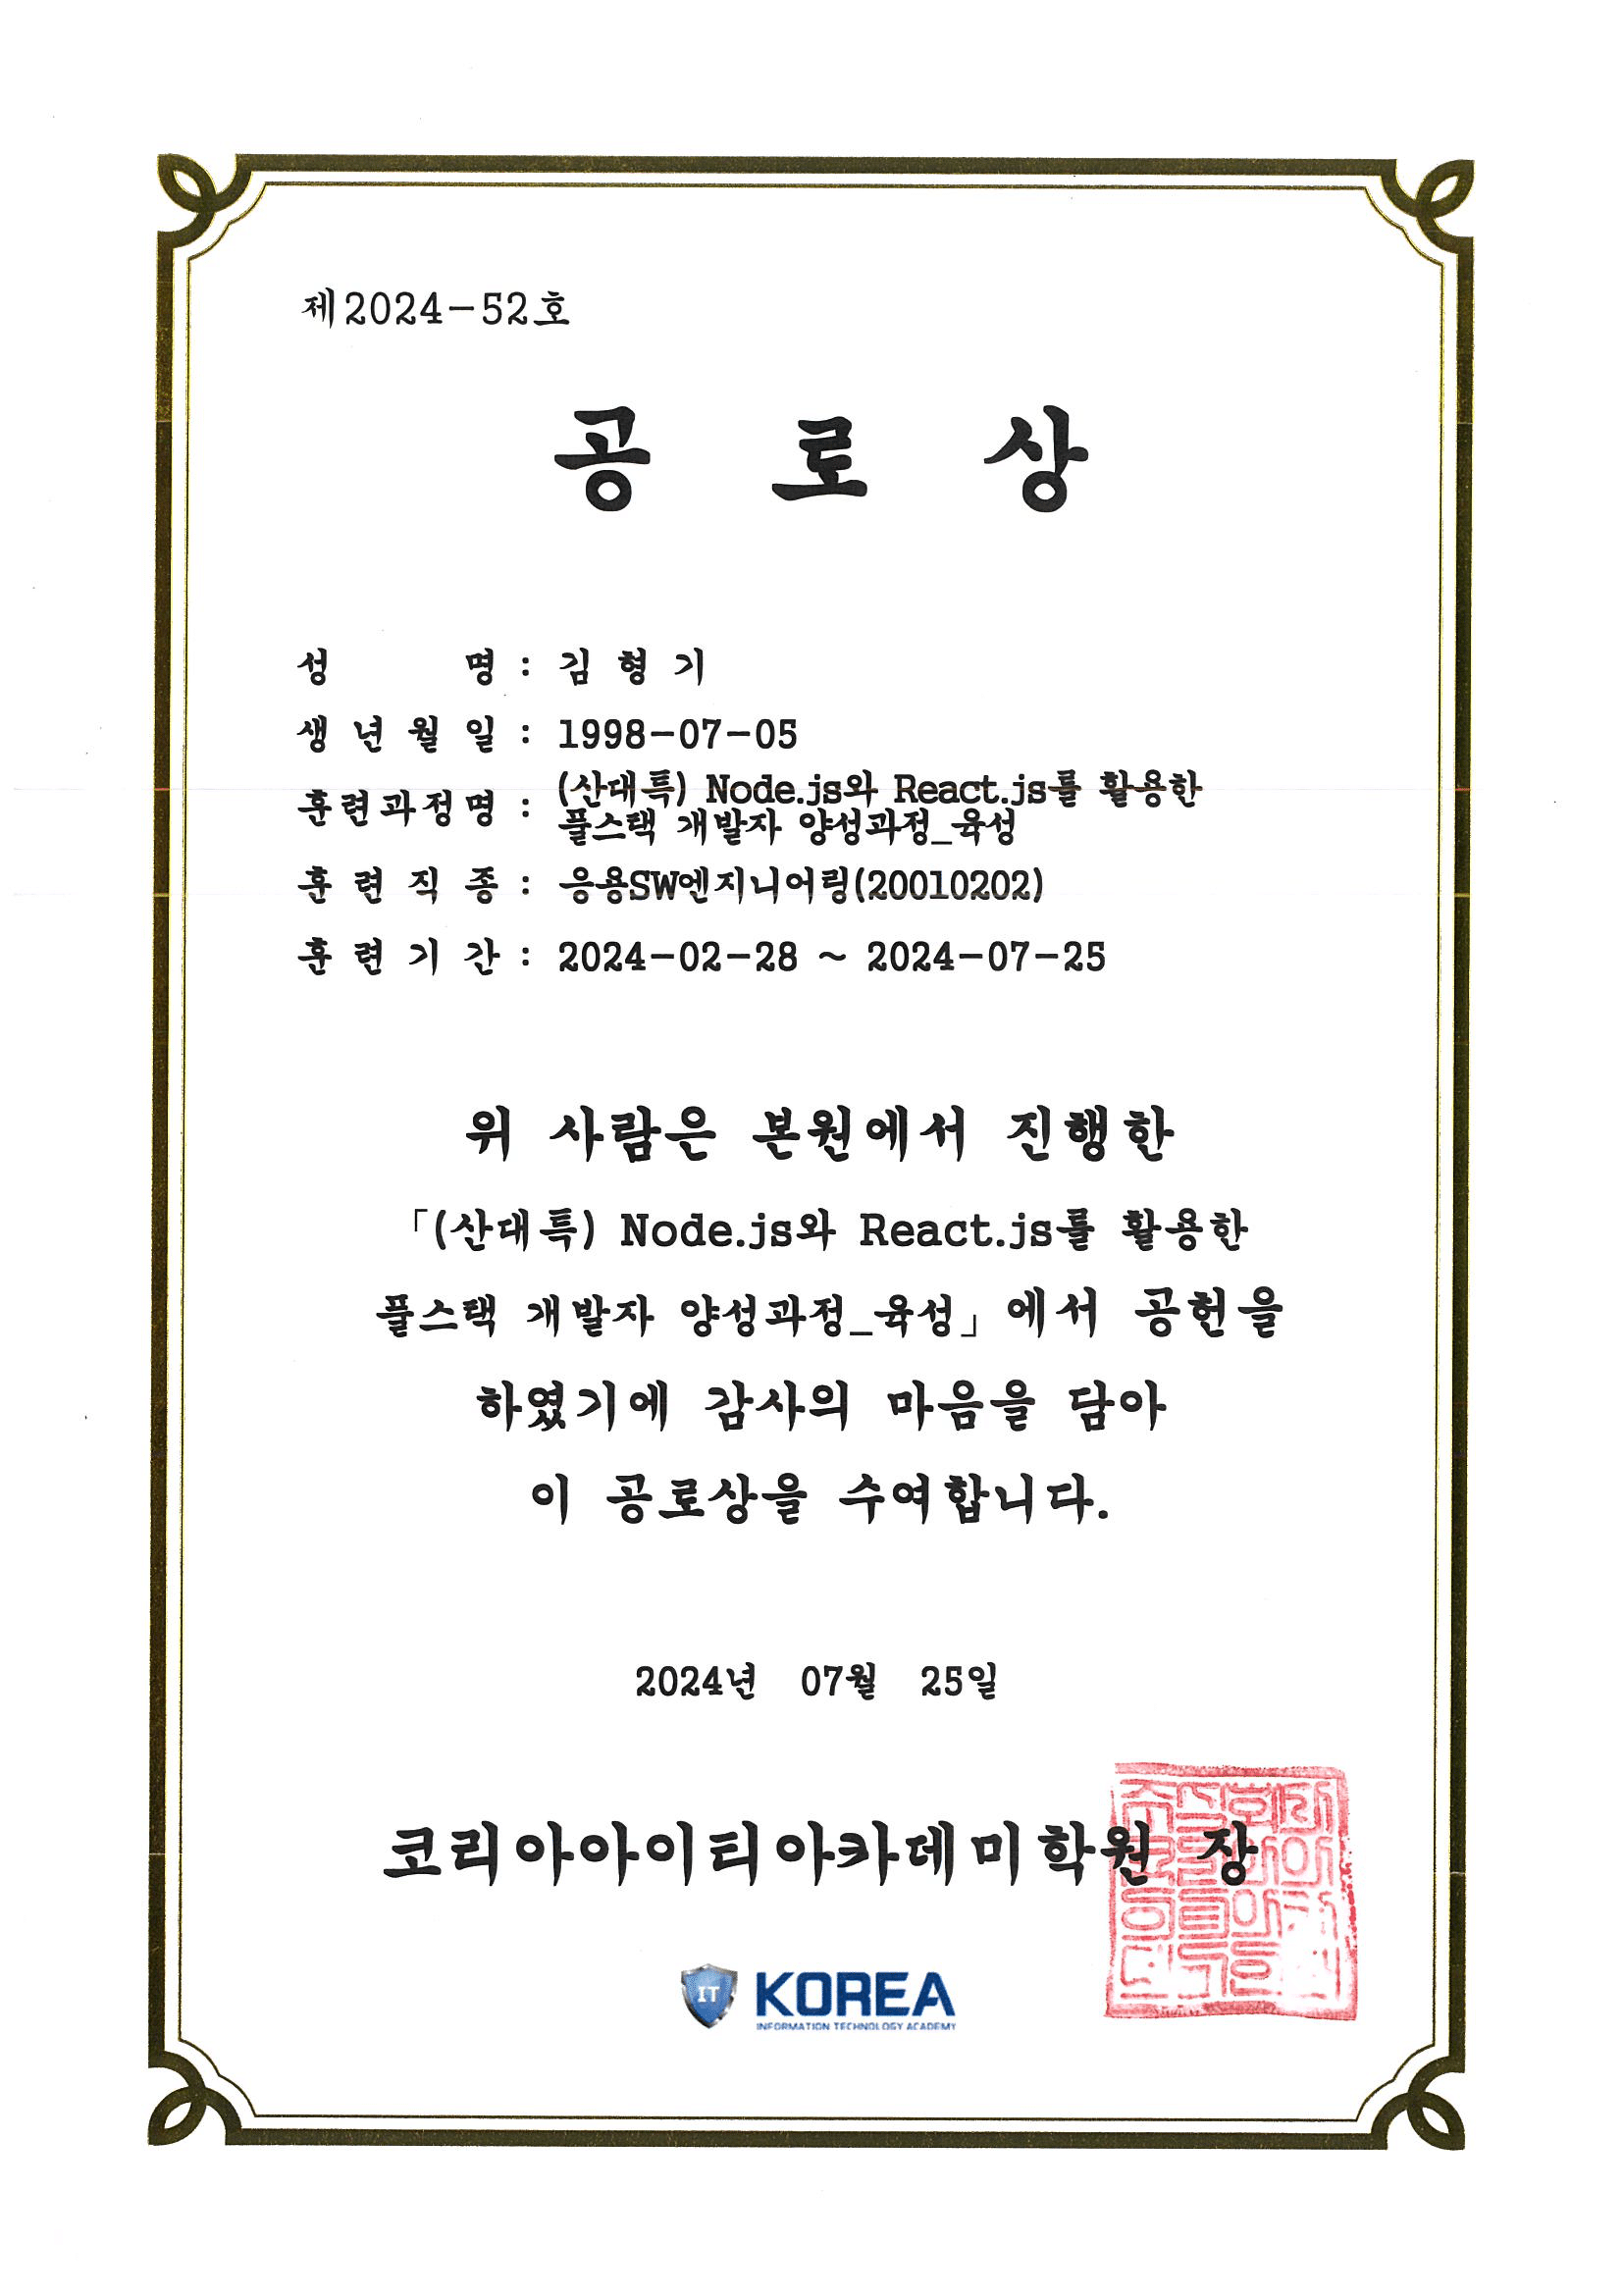 제2024-52호
공 로 상
성 명 : 김 형 기
생 년 월 일 : 1998-07-05
훈련과정명 : (산대특) Node.js와 React.js를 활용한
풀스택 개발자 양성과정_육성
훈 련 직 종 : 응용SW엔지니어링(20010202)
훈 련 기 간 : 2024-02-28 ~ 2024-07-25
위 사람은 본원에서 진행한
「(산대특) Node.js와 React.js를 활용한
풀스택 개발자 양성과정_육성」에서 공헌을
하였기에 감사의 마음을 담아
이 공로상을 수여합니다.
2024년 07월 25일
코리아아이티아카데미학원 장
IT KOREA
INFORMATION TECHNOLOGY ACADEMY